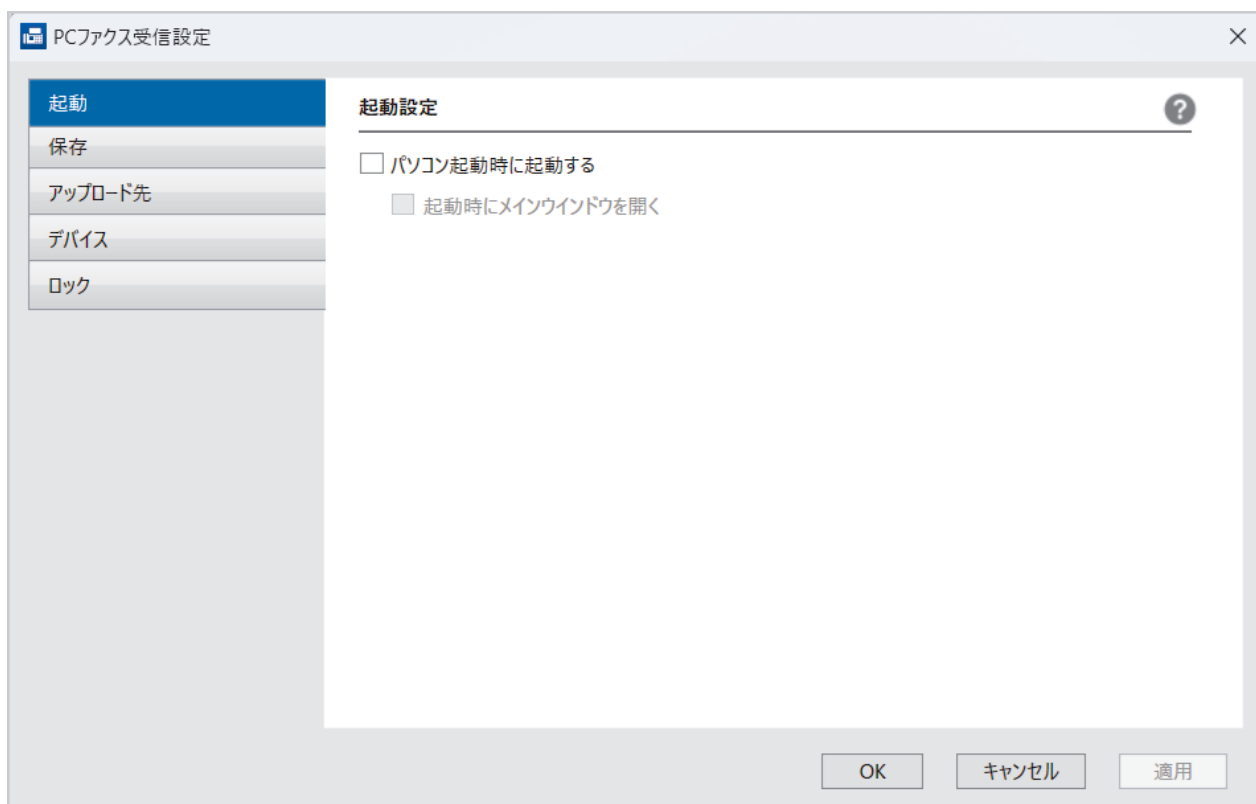 PCファクス受信設定
起動
保存
アップロード先
デバイス
ロック
起動設定
?
パソコン起動時に起動する
起動時にメインウインドウを開く
OK
キャンセル
適用